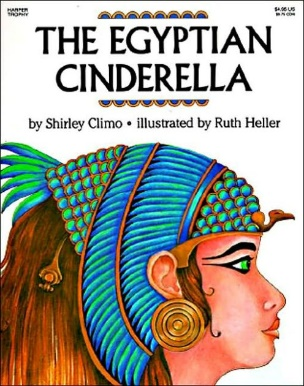 HARPER
TROPHY
$4.95 US
THE EGYPTIAN
CINDERELLA
by Shirley Climo • illustrated by Ruth Heller